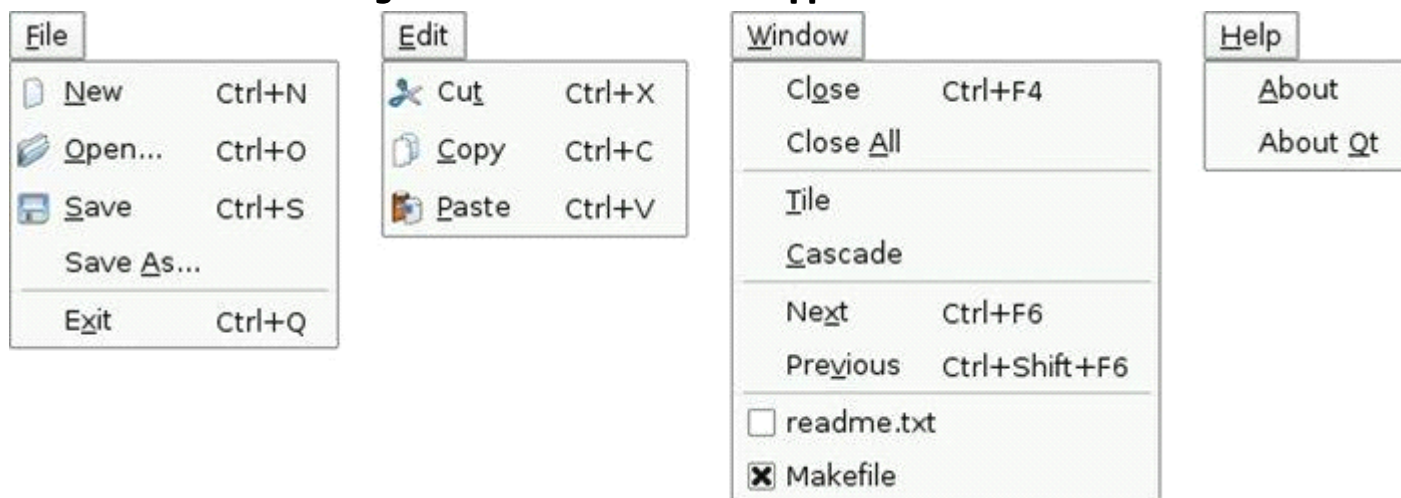 File
New Ctrl+N
Open... Ctrl+O
Save Ctrl+S
Save As...
Exit Ctrl+Q
Edit
Cut Ctrl+X
Copy Ctrl+C
Paste Ctrl+V
Window
Close Ctrl+F4
Close All
Tile
Cascade
Next Ctrl+F6
Previous Ctrl+Shift+F6
readme.txt
Makefile
Help
About
About Qt